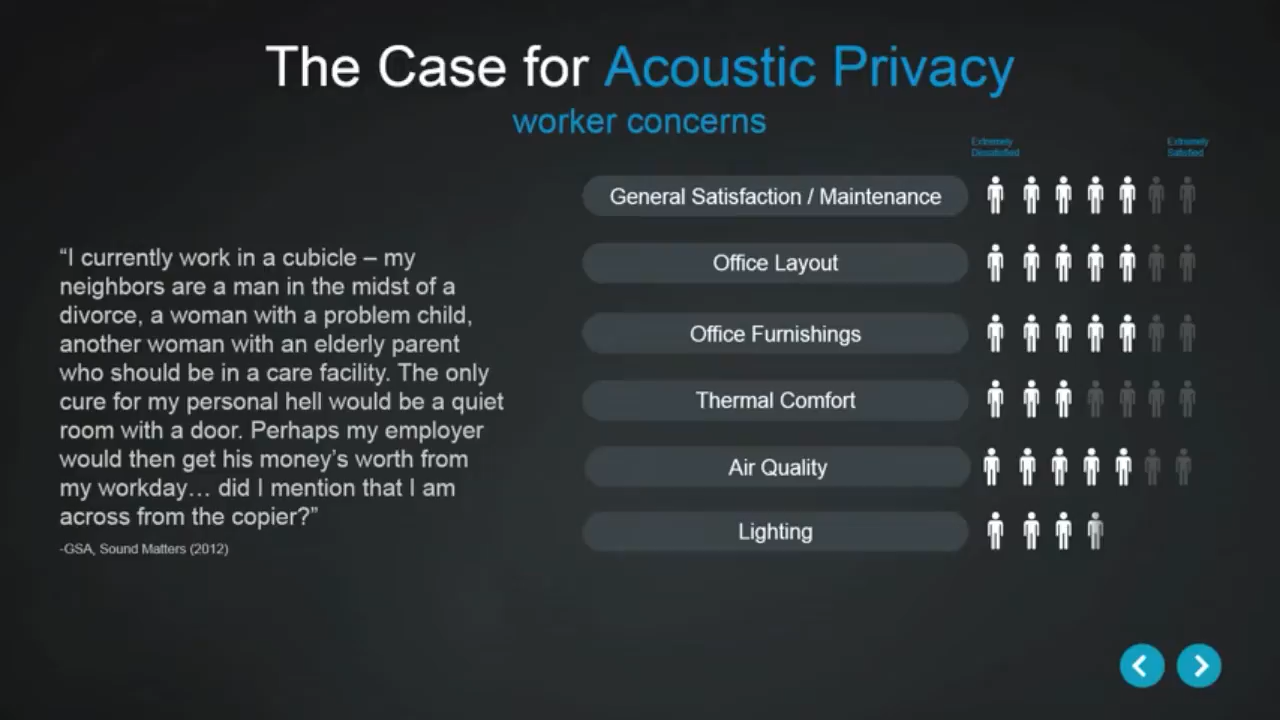 The Case for Acoustic Privacy
worker concerns
Extremely
Dissatisfied
Extremely
Satisfied
General Satisfaction / Maintenance
“I currently work in a cubicle – my
neighbors are a man in the midst of a
divorce, a woman with a problem child,
another woman with an elderly parent
who should be in a care facility. The only
cure for my personal hell would be a quiet
room with a door. Perhaps my employer
would then get his money’s worth from
my workday… did I mention that I am
across from the copier?”
-GSA, Sound Matters (2012)
Office Layout
Office Furnishings
Thermal Comfort
Air Quality
Lighting